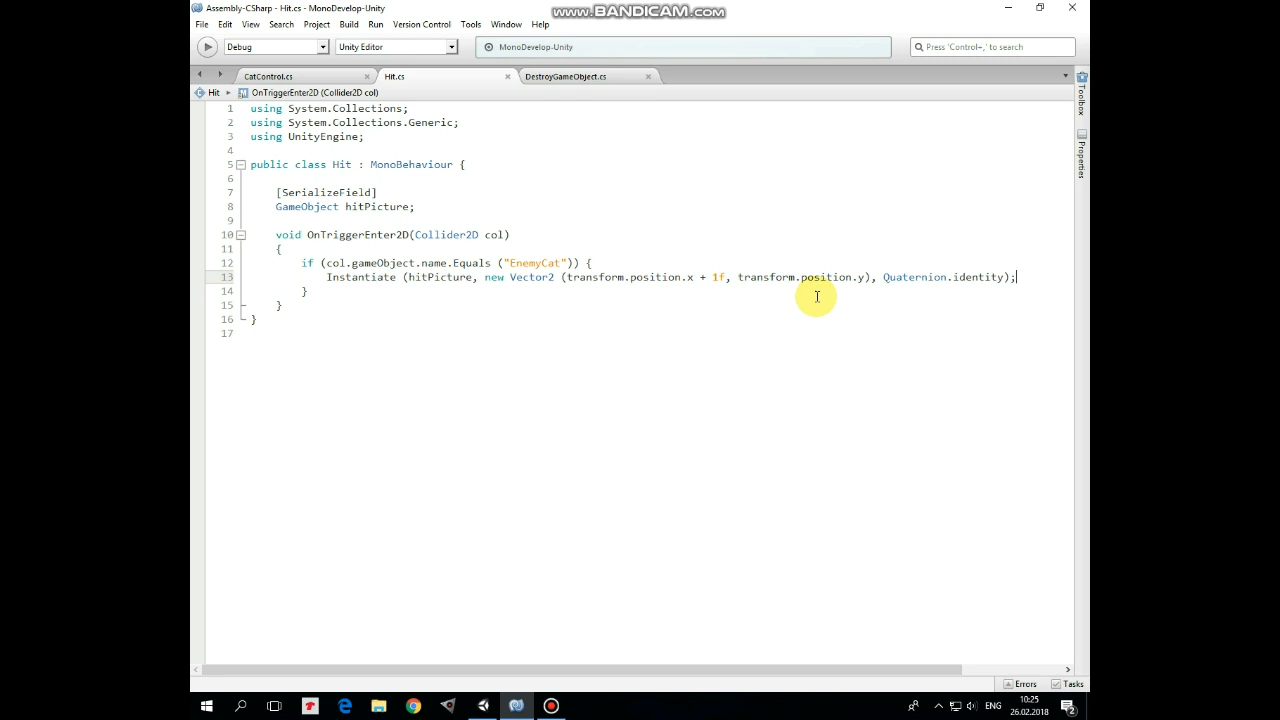 Assembly-CSharp - Hit.cs - MonoDevelop-Unity
www.BANDICAM.com
File Edit View Search Project Build Run Version Control Tools Window Help
Debug Unity Editor MonoDevelop-Unity Press 'Control+,' to search
CatControl.cs Hit.cs DestroyGameObject.cs
Hit OnTriggerEnter2D (Collider2D col)
1 using System.Collections;
2 using System.Collections.Generic;
3 using UnityEngine;
4
5 public class Hit : MonoBehaviour {
6
7 [SerializeField]
8 GameObject hitPicture;
9
10 void OnTriggerEnter2D(Collider2D col)
11 {
12 if (col.gameObject.name.Equals ("EnemyCat")) {
13 Instantiate (hitPicture, new Vector2 (transform.position.x + 1f, transform.position.y), Quaternion.identity);
14 }
15 }
16 }
17
Toolbox
Properties
Errors Tasks
ENG
10:25
26.02.2018
2